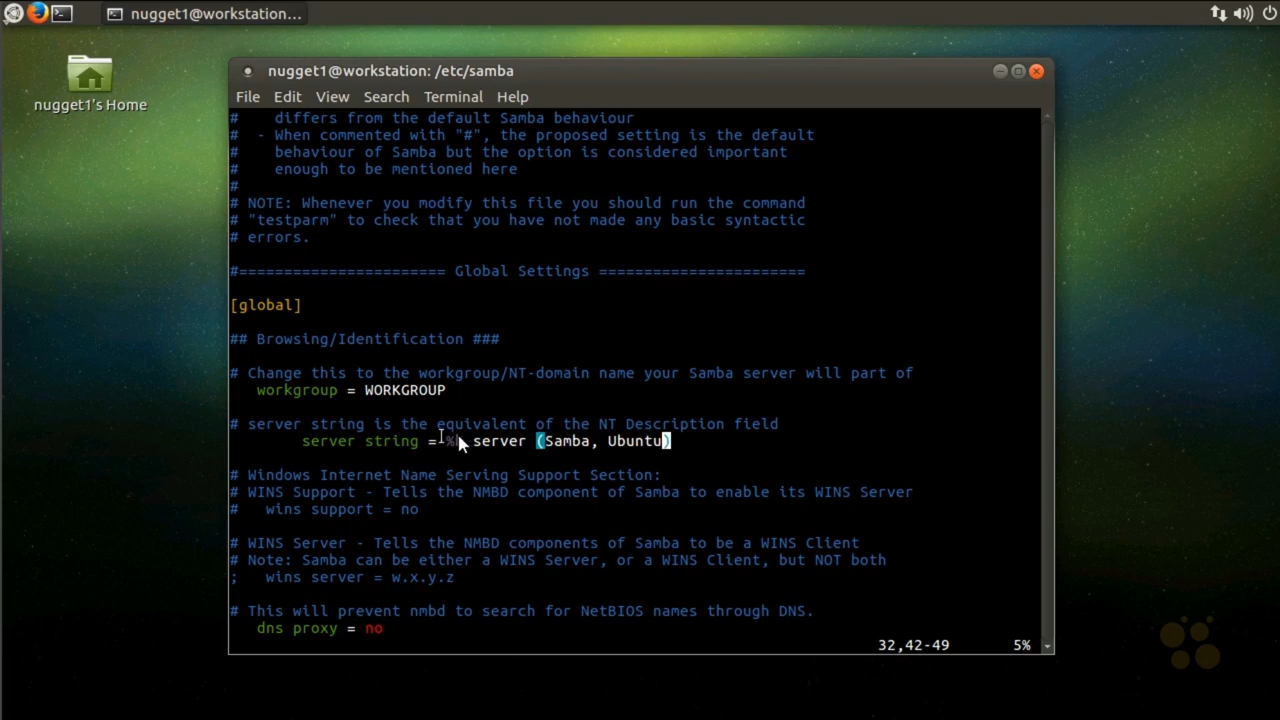 nugget1@workstation...
nugget1's Home
nugget1@workstation: /etc/samba
File Edit View Search Terminal Help
#    differs from the default Samba behaviour
#  - When commented with "#", the proposed setting is the default
#    behaviour of Samba but the option is considered important
#    enough to be mentioned here
#
# NOTE: Whenever you modify this file you should run the command
# "testparm" to check that you have not made any basic syntactic
# errors.
#======================= Global Settings =======================
[global]
## Browsing/Identification ###
# Change this to the workgroup/NT-domain name your Samba server will part of
   workgroup = WORKGROUP
# server string is the equivalent of the NT Description field
        server string = server (Samba, Ubuntu)
# Windows Internet Name Serving Support Section:
# WINS Support - Tells the NMBD component of Samba to enable its WINS Server
#   wins support = no
# WINS Server - Tells the NMBD components of Samba to be a WINS Client
# Note: Samba can be either a WINS Server, or a WINS Client, but NOT both
;   wins server = w.x.y.z
# This will prevent nmbd to search for NetBIOS names through DNS.
   dns proxy = no
32,42-49 5%